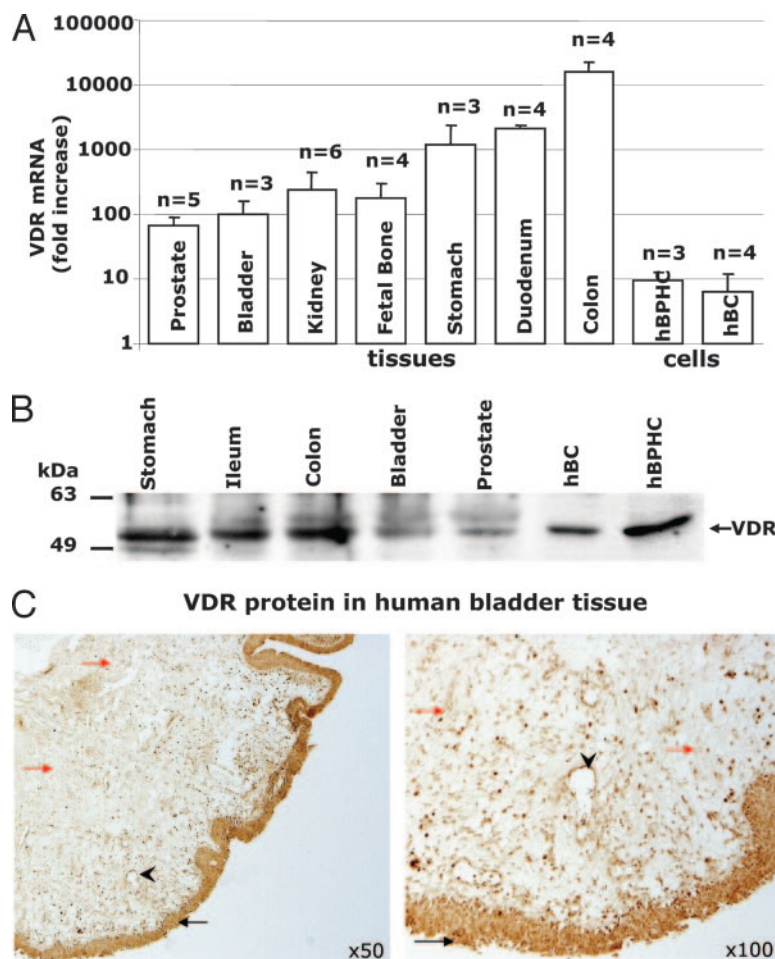 A
VDR mRNA
(fold increase)
100000
10000
1000
100
10
1
n=5
n=3
n=6
n=4
n=3
n=4
n=4
n=3
n=4
Prostate
Bladder
Kidney
Fetal Bone
Stomach
Duodenum
Colon
hBPHC
hBC
tissues
cells
B
kDa
63
49
Stomach
Ileum
Colon
Bladder
Prostate
hBC
hBPHC
VDR
C
VDR protein in human bladder tissue
x50
x100